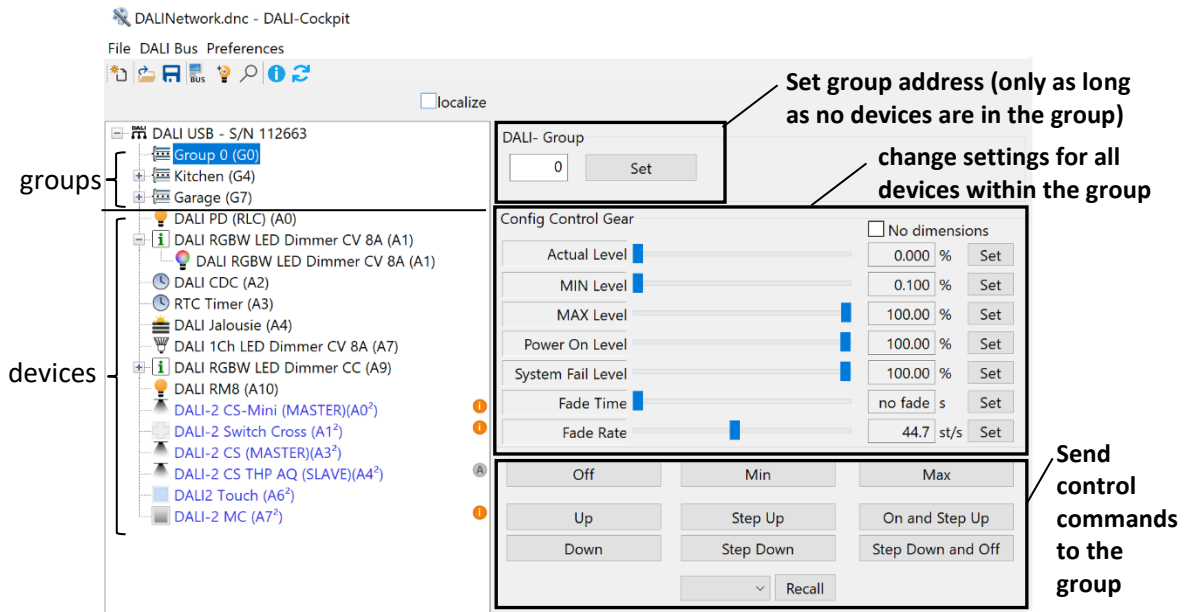 DALINetwork.dnc - DALI-Cockpit
File DALI Bus Preferences
BUS
localize
Set group address (only as long
as no devices are in the group)
DALI USB - S/N 112663
DALI- Group
Group 0 (G0)
0 Set
change settings for all
devices within the group
groups
Kitchen (G4)
Garage (G7)
devices
DALI PD (RLC) (A0)
DALI RGBW LED Dimmer CV 8A (A1)
DALI RGBW LED Dimmer CV 8A (A1)
DALI CDC (A2)
RTC Timer (A3)
DALI Jalousie (A4)
DALI 1Ch LED Dimmer CV 8A (A7)
DALI RGBW LED Dimmer CC (A9)
DALI RM8 (A10)
DALI-2 CS-Mini (MASTER)(A0²)
DALI-2 Switch Cross (A1²)
DALI-2 CS (MASTER)(A3²)
DALI-2 CS THP AQ (SLAVE)(A4²) A
DALI2 Touch (A6²)
DALI-2 MC (A7²)
Config Control Gear
No dimensions
Actual Level 0.000 % Set
MIN Level 0.100 % Set
MAX Level 100.00 % Set
Power On Level 100.00 % Set
System Fail Level 100.00 % Set
Fade Time no fade s Set
Fade Rate 44.7 st/s Set
Off Min Max
Up Step Up On and Step Up
Down Step Down Step Down and Off
Recall
Send
control
commands
to the
group